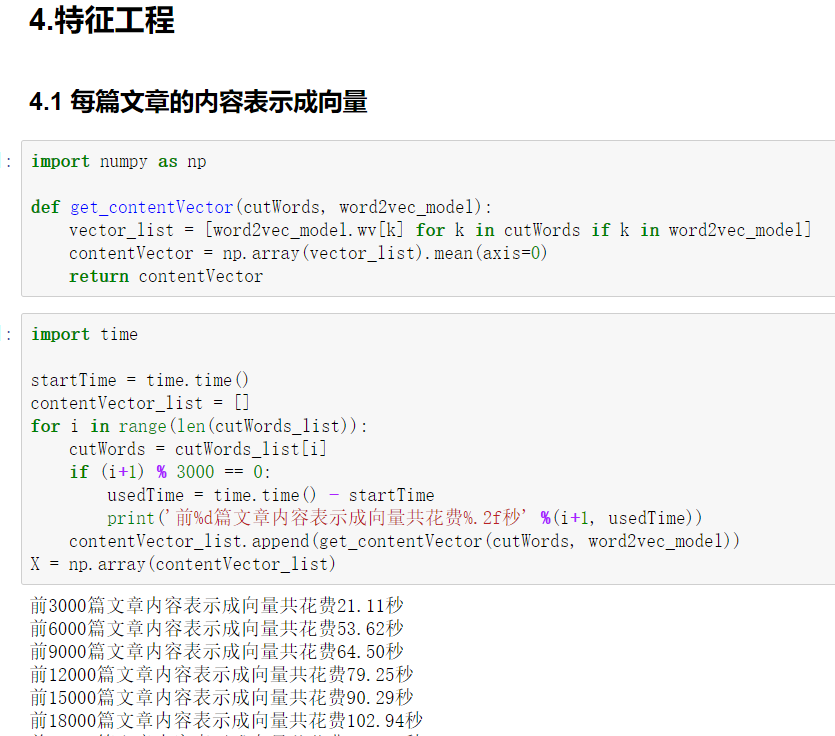 4.特征工程
4.1 每篇文章的内容表示成向量
:
import numpy as np
def get_contentVector(cutWords, word2vec_model):
    vector_list = [word2vec_model.wv[k] for k in cutWords if k in word2vec_model]
    contentVector = np.array(vector_list).mean(axis=0)
    return contentVector
:
import time
startTime = time.time()
contentVector_list = []
for i in range(len(cutWords_list)):
    cutWords = cutWords_list[i]
    if (i+1) % 3000 == 0:
        usedTime = time.time() - startTime
        print('前%d篇文章内容表示成向量共花费%.2f秒' %(i+1, usedTime))
    contentVector_list.append(get_contentVector(cutWords, word2vec_model))
X = np.array(contentVector_list)
前3000篇文章内容表示成向量共花费21.11秒
前6000篇文章内容表示成向量共花费53.62秒
前9000篇文章内容表示成向量共花费64.50秒
前12000篇文章内容表示成向量共花费79.25秒
前15000篇文章内容表示成向量共花费90.29秒
前18000篇文章内容表示成向量共花费102.94秒